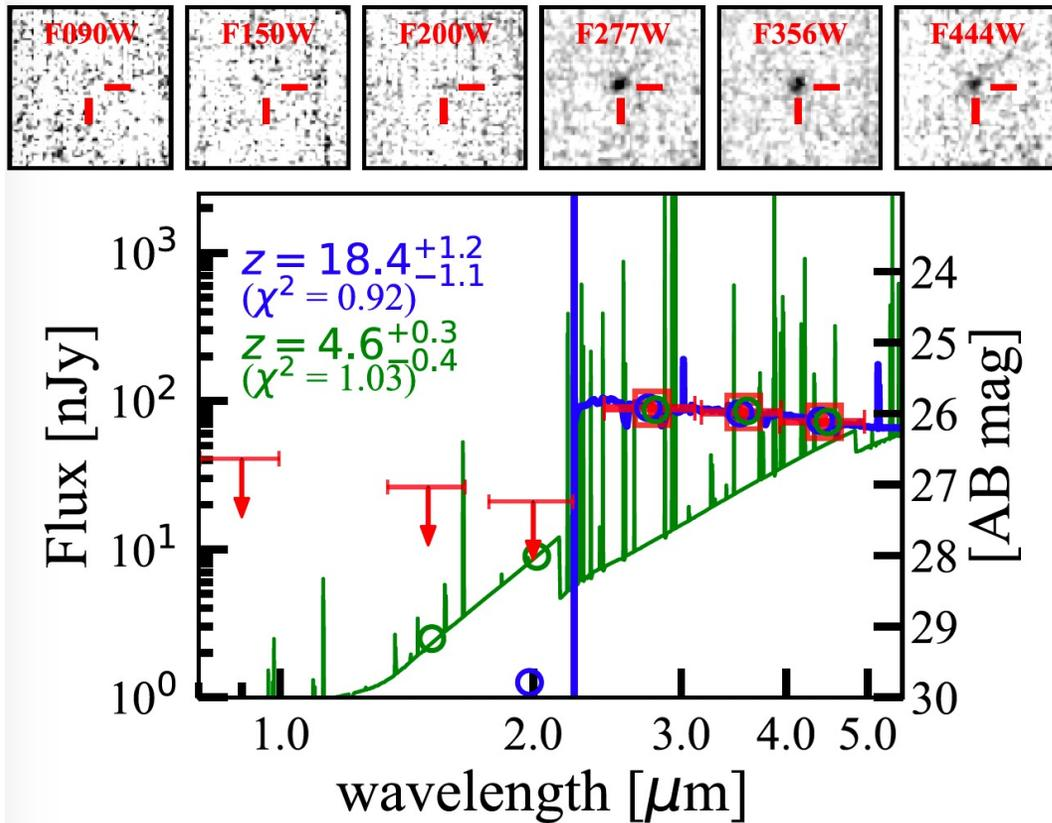 F090W
F150W
F200W
F277W
F356W
F444W
z = 18.4+1.2−1.1
(χ² = 0.92)
z = 4.6+0.3−0.4
(χ² = 1.03)
Flux [nJy]
10³
10²
10¹
10⁰
24
25
26
27
28
29
30
[AB mag]
1.0
2.0
3.0
4.0
5.0
wavelength [μm]